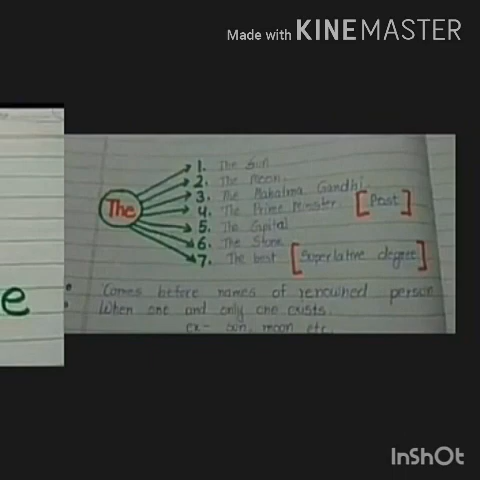 Made with KINEMASTER
e
The
1. The Sun
2. The Moon.
3. The Mahatma Gandhi.
4. The Prime Minister. [Post]
5. The Capital
6. The Stone
7. The best [Superlative degree]
Comes before names of renowned person
When one and only one exists.
ex- sun, moon etc.
InShOt